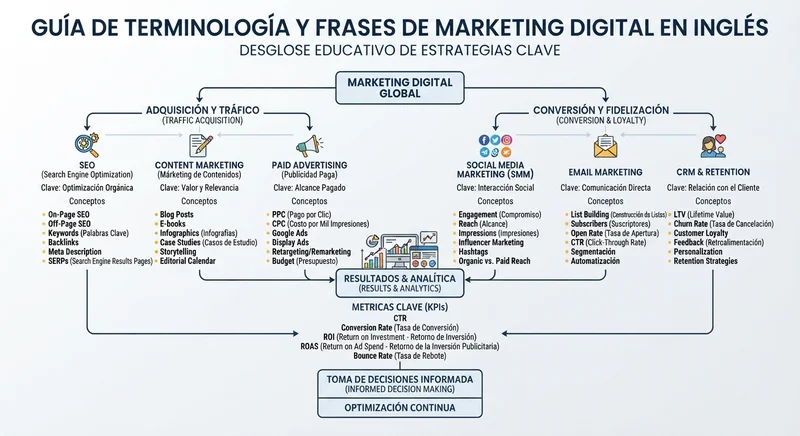 GUÍA DE TERMINOLOGÍA Y FRASES DE MARKETING DIGITAL EN INGLÉS
DESGLOSE EDUCATIVO DE ESTRATEGIAS CLAVE
MARKETING DIGITAL
GLOBAL
ADQUISICIÓN Y TRÁFICO
(TRAFFIC ACQUISITION)
SEO
(Search Engine Optimization)
Clave: Optimización Orgánica
Conceptos
On-Page SEO
Off-Page SEO
Keywords (Palabras Clave)
Backlinks
Meta Description
SERPs (Search Engine Results Pages)
CONTENT MARKETING
(Márketing de Contenidos)
Clave: Valor y Relevancia
Conceptos
Blog Posts
E-books
Infographics (Infografías)
Case Studies (Casos de Estudio)
Storytelling
Editorial Calendar
PAID ADVERTISING
(Publicidad Paga)
Clave: Alcance Pagado
Conceptos
PPC (Pago por Clic)
CPC (Costo por Mil Impresiones)
Google Ads
Display Ads
Retargeting/Remarketing
Budget (Presupuesto)
CONVERSIÓN Y FIDELIZACIÓN
(CONVERSION & LOYALTY)
SOCIAL MEDIA
MARKETING (SMM)
Clave: Interacción Social
Conceptos
Engagement (Compromiso)
Reach (Alcance)
Impressions (Impresiones)
Influencer Marketing
Hashtags
Organic vs. Paid Reach
EMAIL MARKETING
Clave: Comunicación Directa
Conceptos
List Building (Construcción de Listas)
Subscribers (Suscriptores)
Open Rate (Tasa de Apertura)
CTR (Click-Through Rate)
Segmentación
Automatización
CRM & RETENTION
Clave: Relación con el Cliente
Conceptos
LTV (Lifetime Value)
Churn Rate (Tasa de Cancelación)
Customer Loyalty
Feedback (Retroalimentación)
Personalization
Retention Strategies
RESULTADOS & ANALÍTICA
(RESULTS & ANALYTICS)
METRICAS CLAVE (KPIs)
CTR
Conversion Rate (Tasa de Conversión)
ROI (Return on Investment - Retorno de Inversión)
ROAS (Return on Ad Spend - Retorno de la Inversión Publicitaria)
Bounce Rate (Tasa de Rebote)
TOMA DE DECISIONES INFORMADA
(INFORMED DECISION MAKING)
OPTIMIZACIÓN CONTINUA